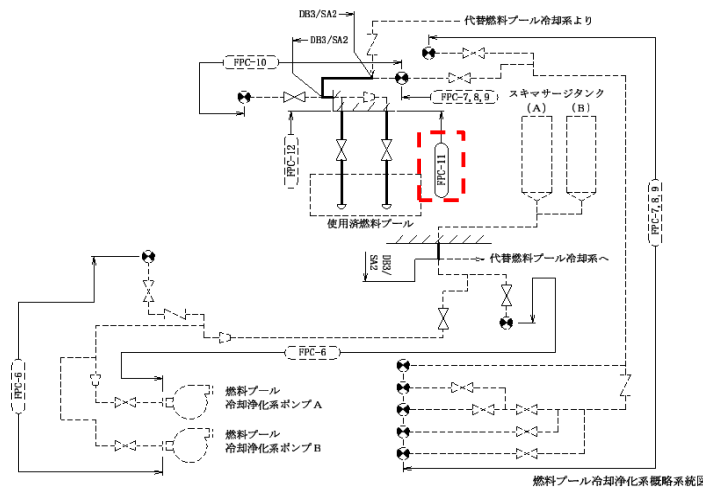 DB3/SA2
代替燃料プール冷却系より
DB3/SA2
FPC-10
FPC-7,8,9
スキマサージタンク
(A) (B)
FPC-12
FPC-11
FPC-7,8,9
使用済燃料プール
DB3/
SA2
代替燃料プール冷却系へ
FPC-6
FPC-6
燃料プール
冷却浄化系ポンプA
燃料プール
冷却浄化系ポンプB
燃料プール冷却浄化系概略系統図